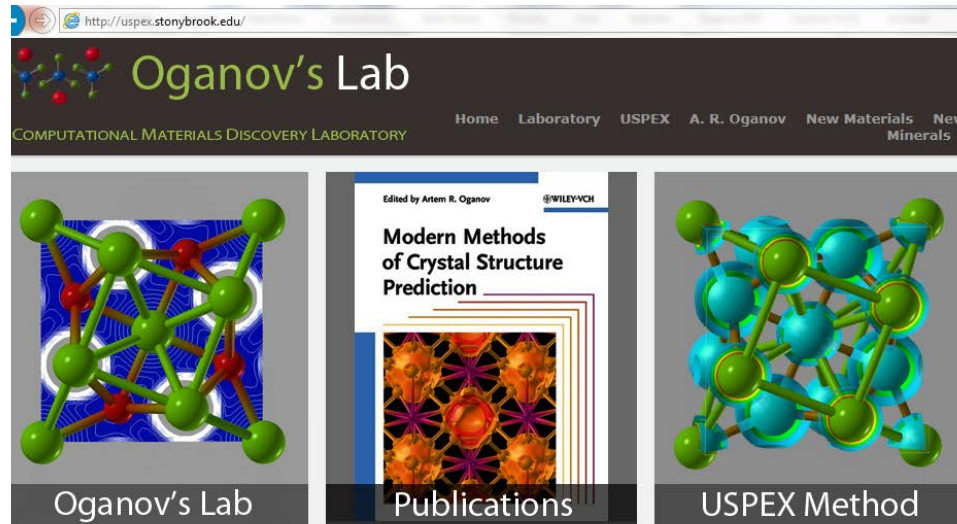 http://uspex.stonybrook.edu/
Oganov's Lab
COMPUTATIONAL MATERIALS DISCOVERY LABORATORY
Home Laboratory USPEX A. R. Oganov New Materials
Minerals
Edited by Artem R. Oganov
WILEY-VCH
Modern Methods
of Crystal Structure
Prediction
Oganov's Lab
Publications
USPEX Method